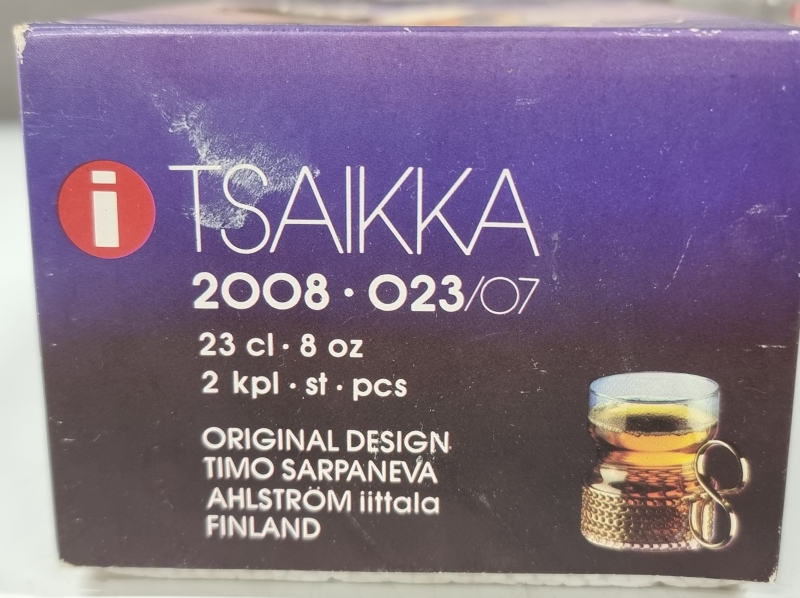 i TSAIKKA
2008 · 023/07
23 cl · 8 oz
2 kpl · st · pcs
ORIGINAL DESIGN
TIMO SARPANEVA
AHLSTRÖM iittala
FINLAND